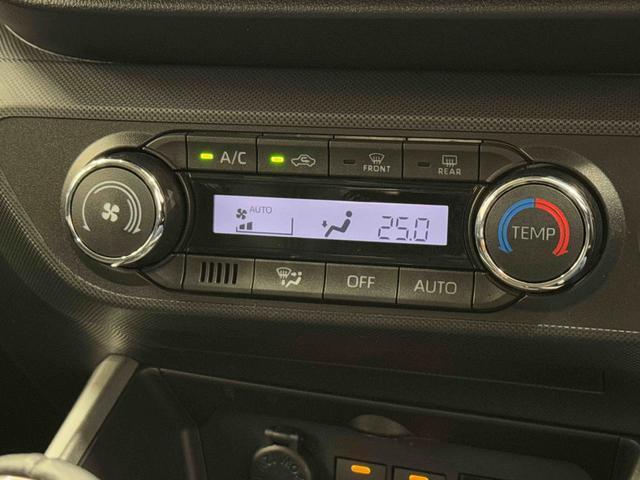 A/C
FRONT
REAR
AUTO
25.0
TEMP
OFF
AUTO